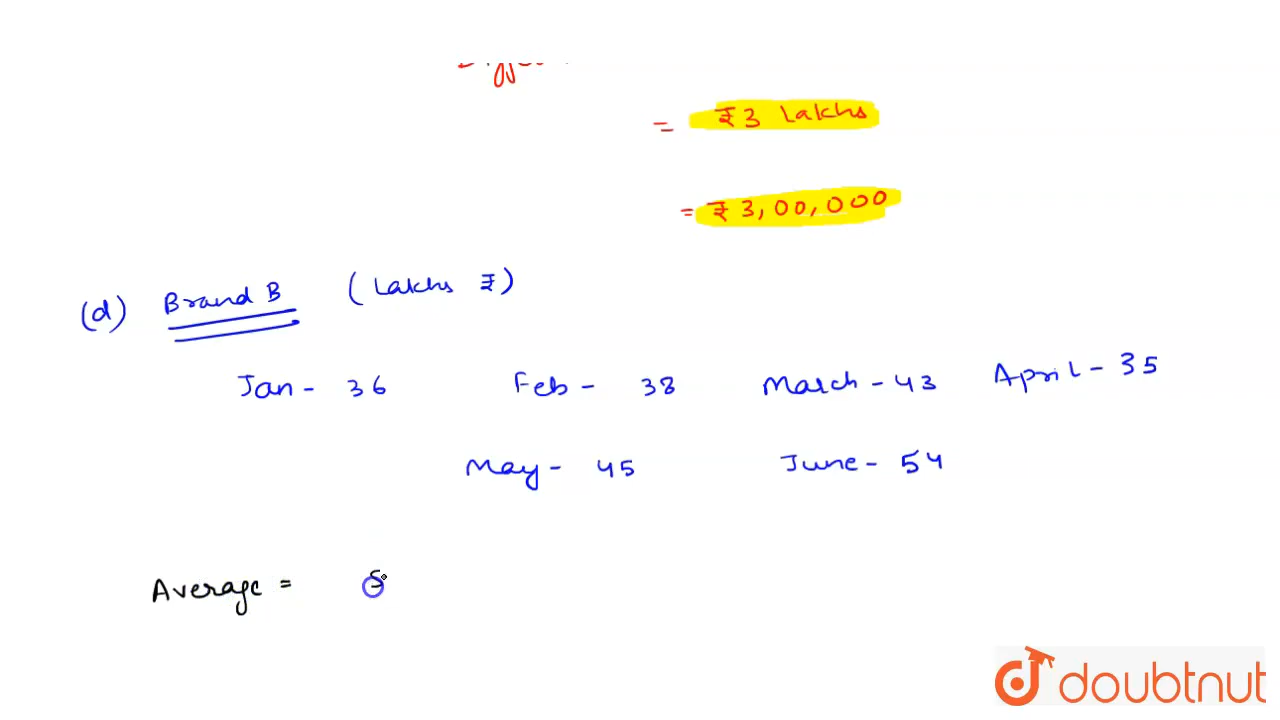 = ₹3 Lakhs
= ₹3,00,000
(d) Brand B (Lakhs ₹)
Jan - 36 Feb - 38 March - 43 April - 35
May - 45 June - 54
Average =
doubtnut